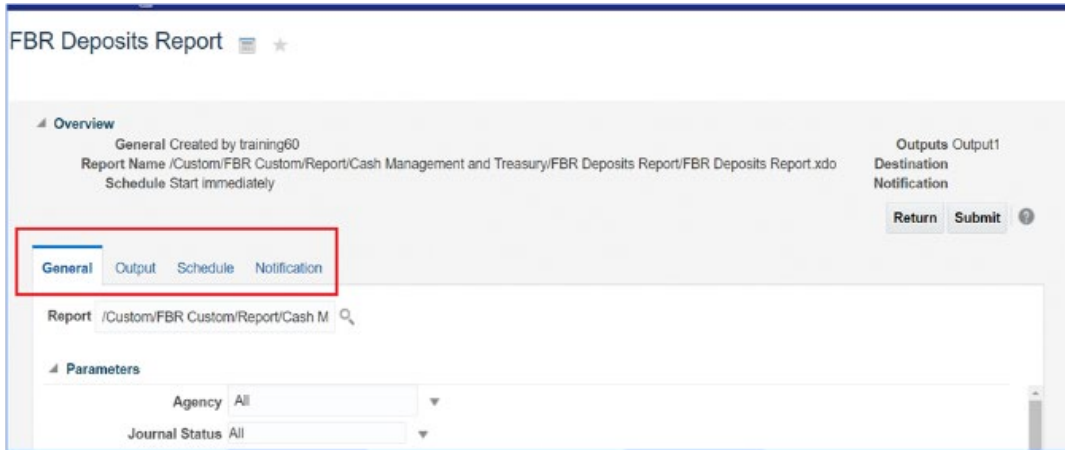 FBR Deposits Report
Overview
General Created by training60
Report Name /Custom/FBR Custom/Report/Cash Management and Treasury/FBR Deposits Report/FBR Deposits Report.xdo
Schedule Start immediately
Outputs Output1
Destination
Notification
Return Submit ?
General Output Schedule Notification
Report /Custom/FBR Custom/Report/Cash M
Parameters
Agency All
Journal Status All